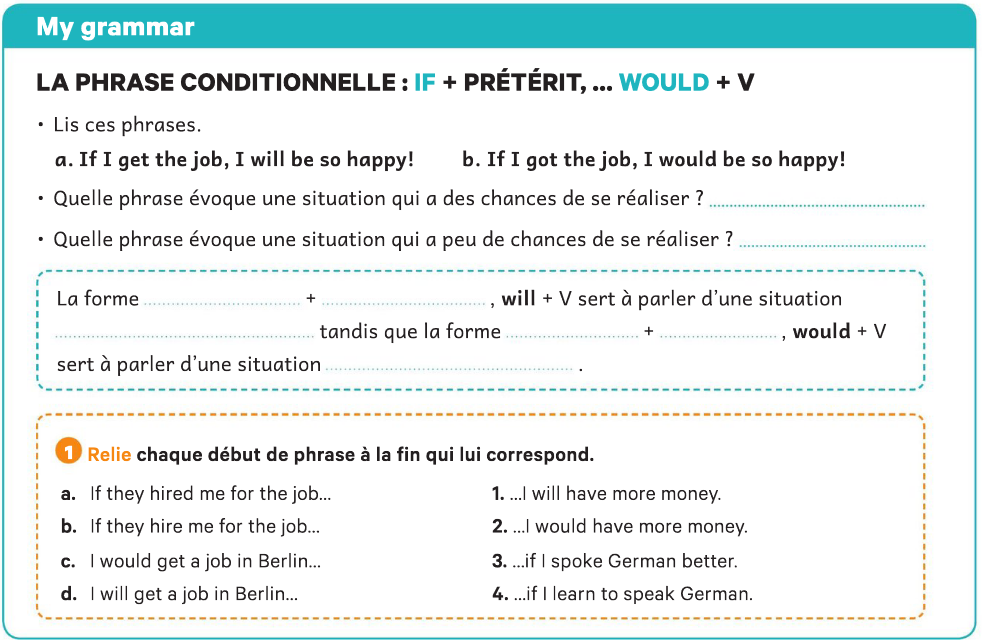 My grammar
LA PHRASE CONDITIONNELLE : IF + PRÉTÉRIT, ... WOULD + V
• Lis ces phrases.
a. If I get the job, I will be so happy! b. If I got the job, I would be so happy!
• Quelle phrase évoque une situation qui a des chances de se réaliser ? ........................
• Quelle phrase évoque une situation qui a peu de chances de se réaliser ? ........................
La forme ........................ + ........................ , will + V sert à parler d'une situation
........................ tandis que la forme ........................ + ........................ , would + V
sert à parler d'une situation ........................ .
1 Relie chaque début de phrase à la fin qui lui correspond.
a. If they hired me for the job... 1. ...I will have more money.
b. If they hire me for the job... 2. ...I would have more money.
c. I would get a job in Berlin... 3. ...if I spoke German better.
d. I will get a job in Berlin... 4. ...if I learn to speak German.